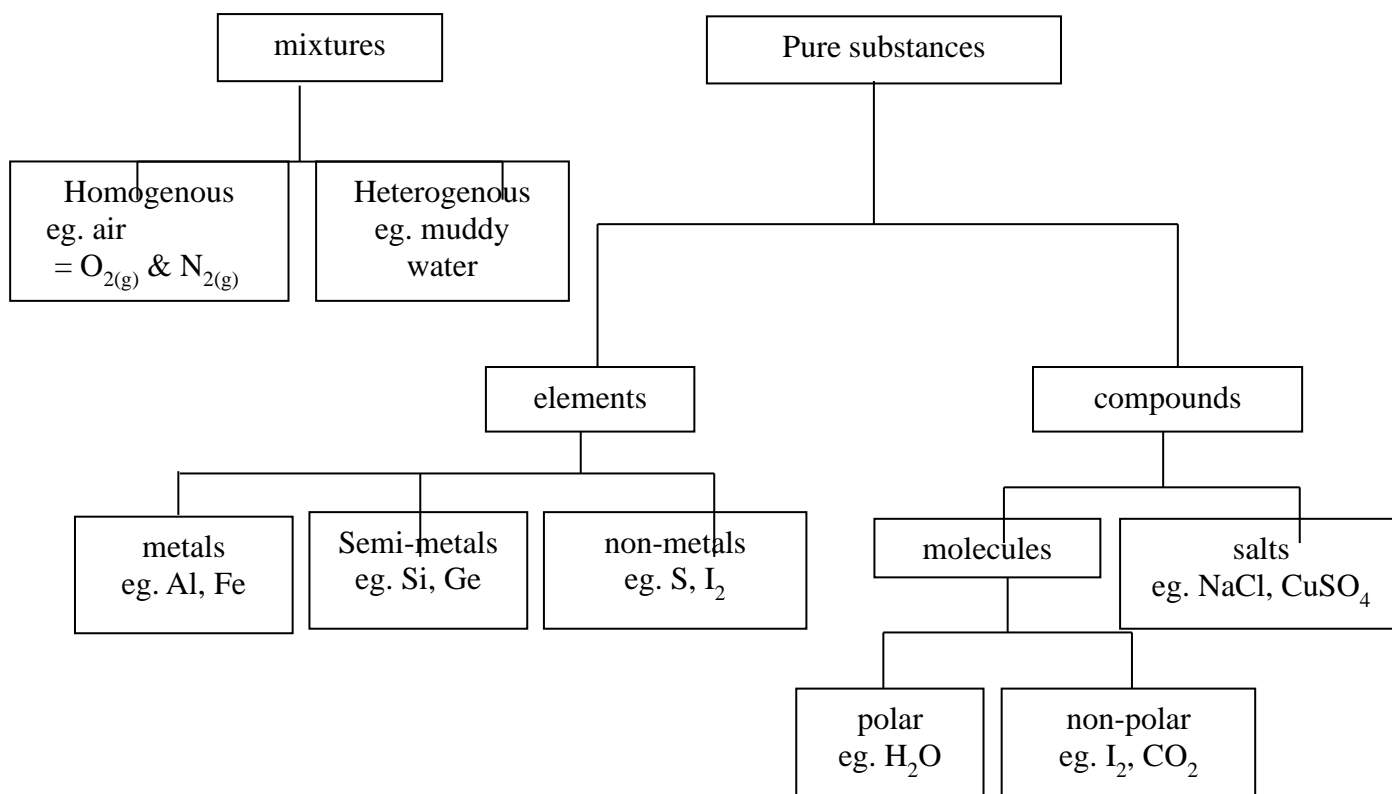 mixtures
Pure substances
Homogenous
eg. air
= O₂(g) & N₂(g)
Heterogenous
eg. muddy
water
elements
compounds
metals
eg. Al, Fe
Semi-metals
eg. Si, Ge
non-metals
eg. S, I₂
molecules
salts
eg. NaCl, CuSO₄
polar
eg. H₂O
non-polar
eg. I₂, CO₂